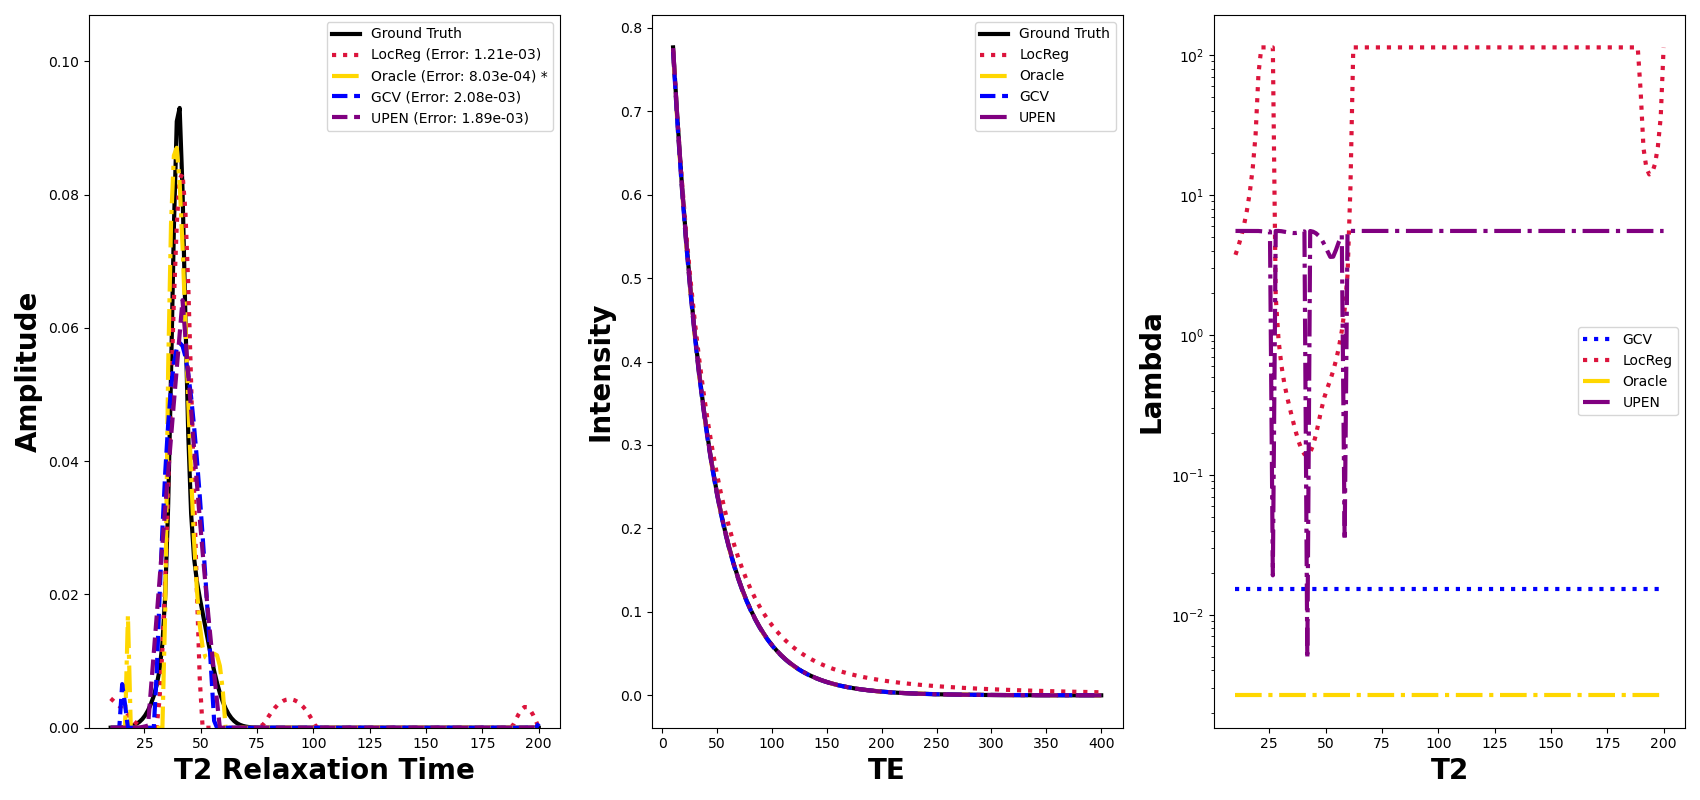 Amplitude
0.10
0.08
0.06
0.04
0.02
0.00
Ground Truth
LocReg (Error: 1.21e-03)
Oracle (Error: 8.03e-04) *
GCV (Error: 2.08e-03)
UPEN (Error: 1.89e-03)
25 50 75 100 125 150 175 200
T2 Relaxation Time
Intensity
0.8
0.7
0.6
0.5
0.4
0.3
0.2
0.1
0.0
Ground Truth
LocReg
Oracle
GCV
UPEN
0 50 100 150 200 250 300 350 400
TE
Lambda
10²
10¹
10⁰
10⁻¹
10⁻²
GCV
LocReg
Oracle
UPEN
25 50 75 100 125 150 175 200
T2